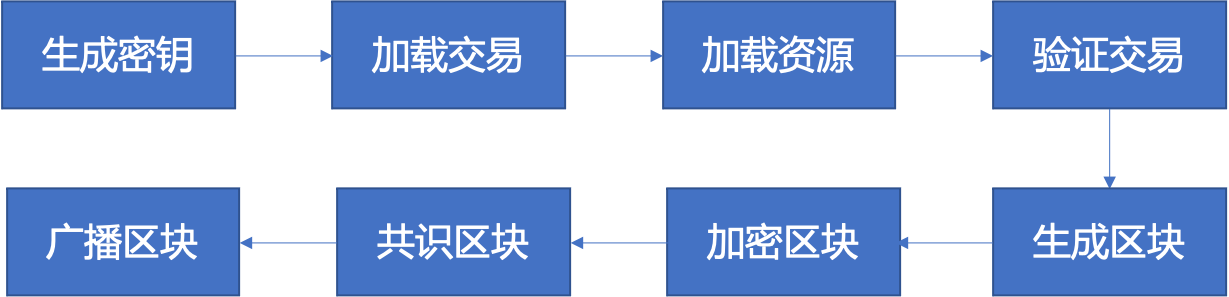 生成密钥
加载交易
加载资源
验证交易
生成区块
加密区块
共识区块
广播区块